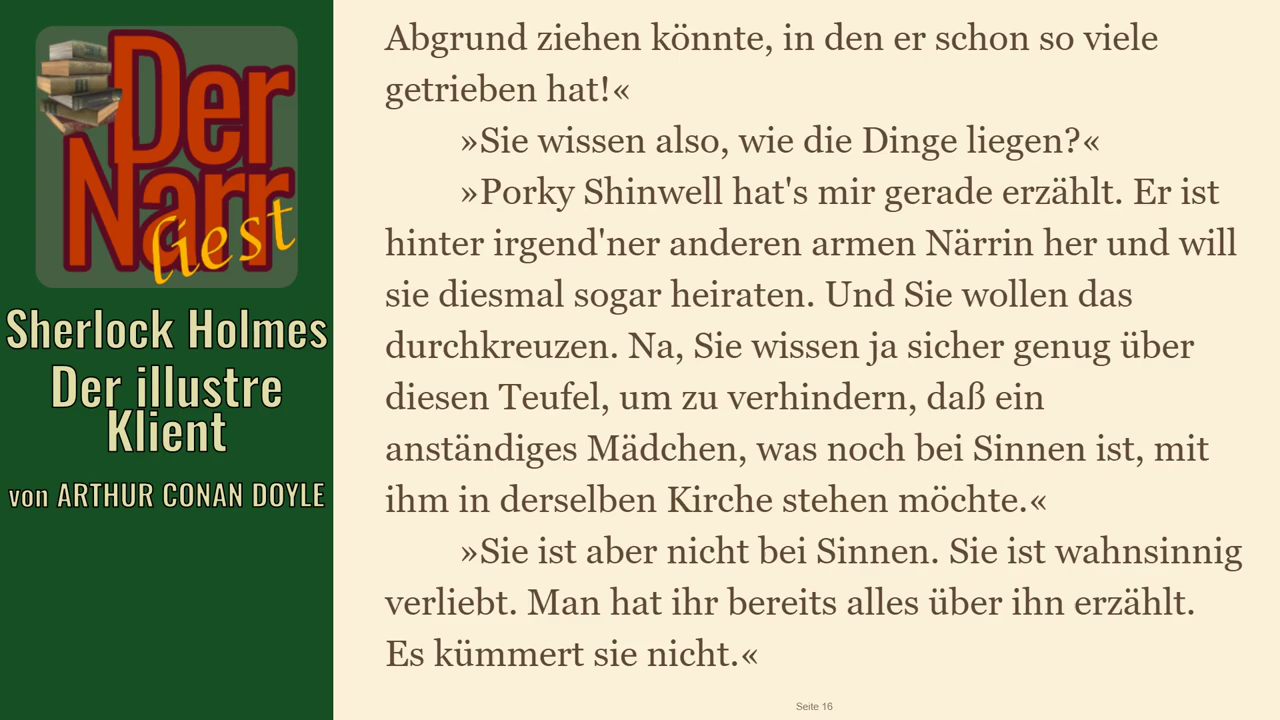 Der
Narr
liest
Sherlock Holmes
Der illustre
Klient
von ARTHUR CONAN DOYLE
Abgrund ziehen könnte, in den er schon so viele
getrieben hat!«
»Sie wissen also, wie die Dinge liegen?«
»Porky Shinwell hat's mir gerade erzählt. Er ist
hinter irgend'ner anderen armen Närrin her und will
sie diesmal sogar heiraten. Und Sie wollen das
durchkreuzen. Na, Sie wissen ja sicher genug über
diesen Teufel, um zu verhindern, daß ein
anständiges Mädchen, was noch bei Sinnen ist, mit
ihm in derselben Kirche stehen möchte.«
»Sie ist aber nicht bei Sinnen. Sie ist wahnsinnig
verliebt. Man hat ihr bereits alles über ihn erzählt.
Es kümmert sie nicht.«
Seite 16